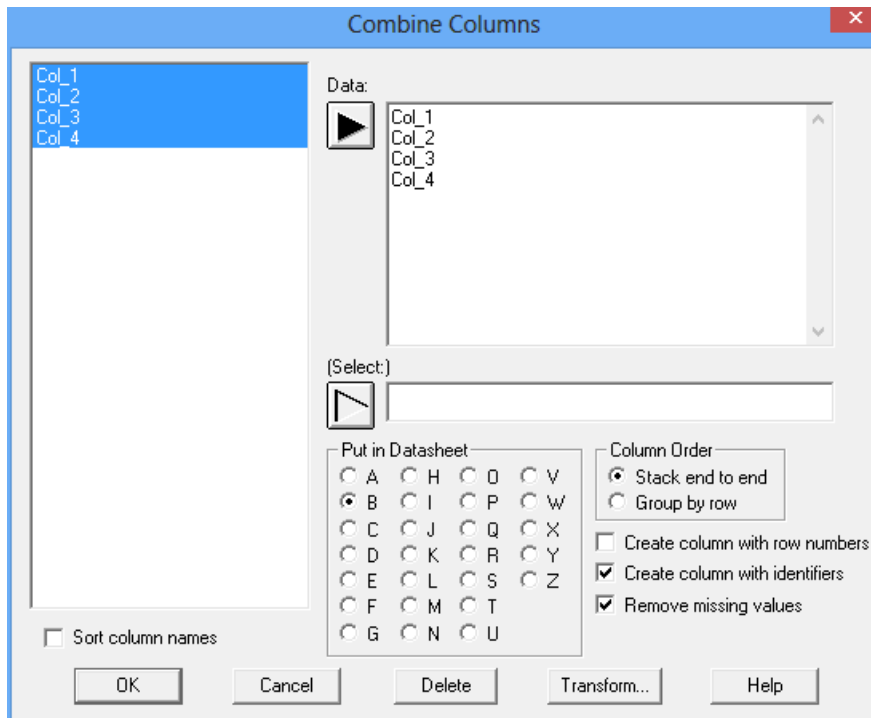 Combine Columns
Col_1
Col_2
Col_3
Col_4
Data:
Col_1
Col_2
Col_3
Col_4
(Select:)
Put in Datasheet
A H O V
B I P W
C J Q X
D K R Y
E L S Z
F M T
G N U
Column Order
Stack end to end
Group by row
Create column with row numbers
Create column with identifiers
Remove missing values
Sort column names
OK Cancel Delete Transform... Help